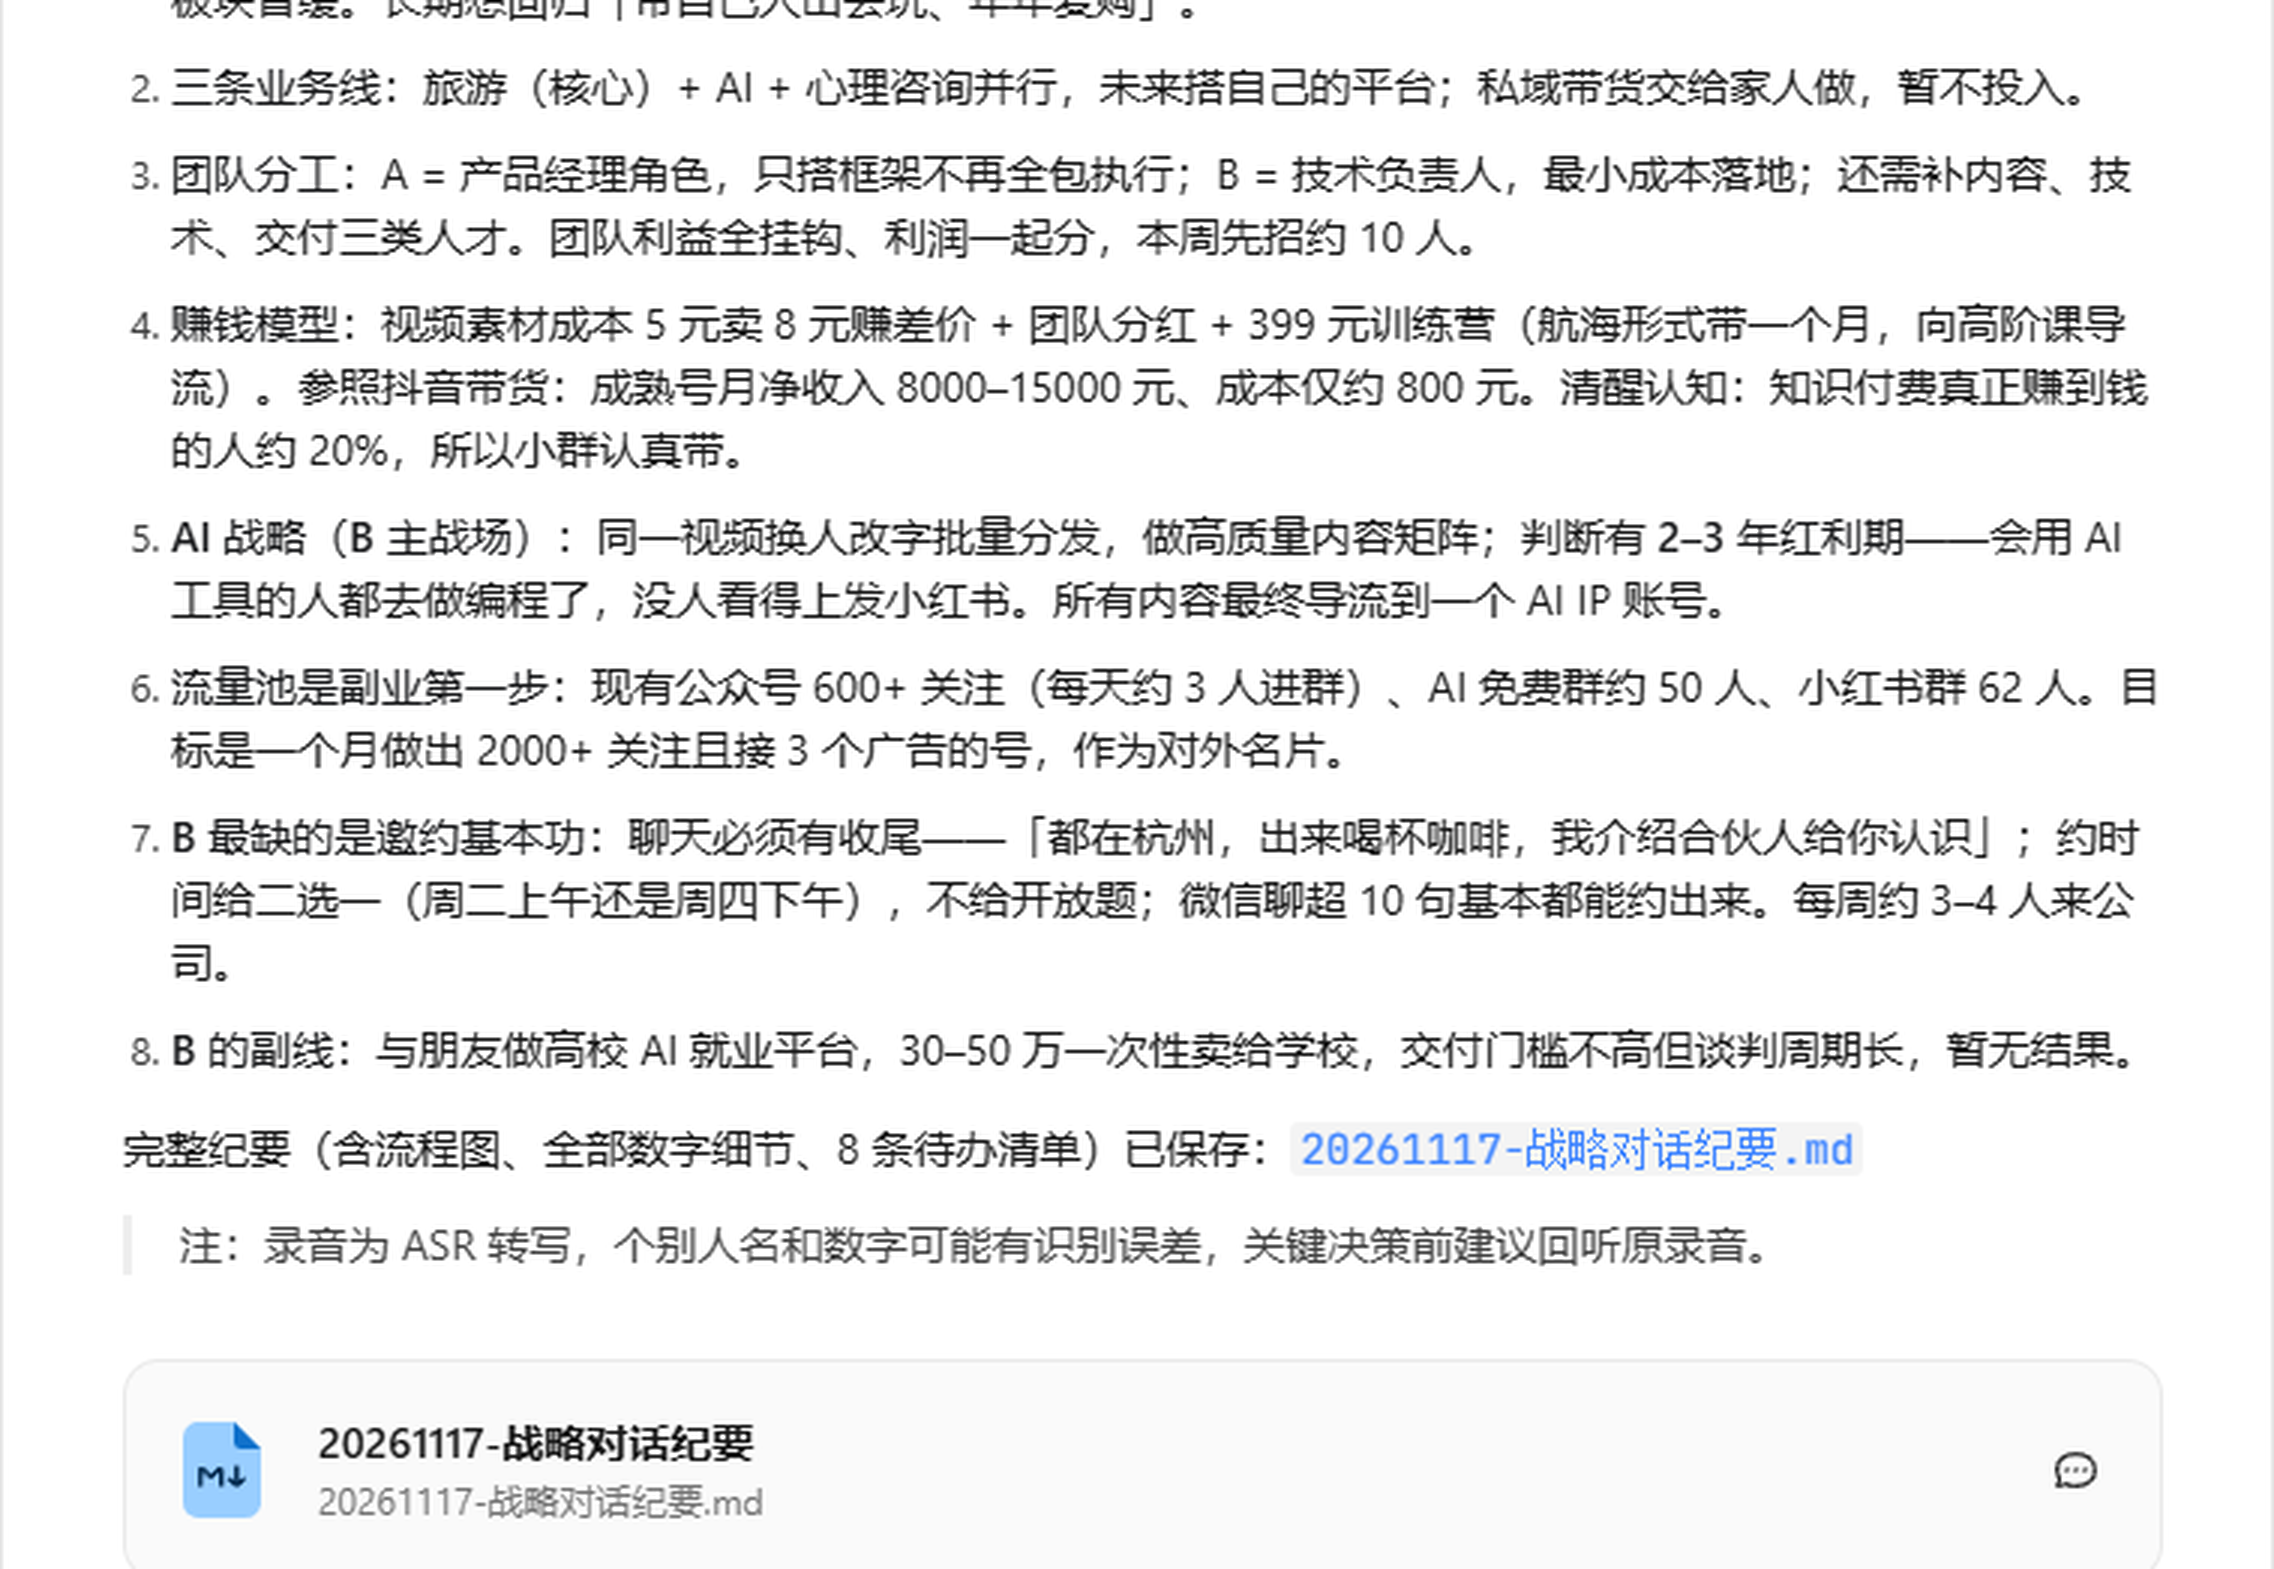 2. 三条业务线：旅游（核心）+ AI + 心理咨询并行，未来搭自己的平台；私域带货交给家人做，暂不投入。
3. 团队分工：A = 产品经理角色，只搭框架不再全包执行；B = 技术负责人，最小成本落地；还需补内容、技
术、交付三类人才。团队利益全挂钩、利润一起分，本周先招约 10 人。
4. 赚钱模型：视频素材成本 5 元卖 8 元赚差价 + 团队分红 + 399 元训练营（航海形式带一个月，向高阶课导
流）。参照抖音带货：成熟号月净收入 8000–15000 元、成本仅约 800 元。清醒认知：知识付费真正赚到钱
的人约 20%，所以小群认真带。
5. AI 战略（B 主战场）：同一视频换人改字批量分发，做高质量内容矩阵；判断有 2–3 年红利期——会用 AI
工具的人都去做编程了，没人看得上发小红书。所有内容最终导流到一个 AI IP 账号。
6. 流量池是副业第一步：现有公众号 600+ 关注（每天约 3 人进群）、AI 免费群约 50 人、小红书群 62 人。目
标是一个月做出 2000+ 关注且接 3 个广告的号，作为对外名片。
7. B 最缺的是邀约基本功：聊天必须有收尾——「都在杭州，出来喝杯咖啡，我介绍合伙人给你认识」；约时
间给二选一（周二上午还是周四下午），不给开放题；微信聊超 10 句基本都能约出来。每周约 3–4 人来公
司。
8. B 的副线：与朋友做高校 AI 就业平台，30–50 万一次性卖给学校，交付门槛不高但谈判周期长，暂无结果。
完整纪要（含流程图、全部数字细节、8 条待办清单）已保存：20261117-战略对话纪要.md
注：录音为 ASR 转写，个别人名和数字可能有识别误差，关键决策前建议回听原录音。
20261117-战略对话纪要
20261117-战略对话纪要.md
M↓